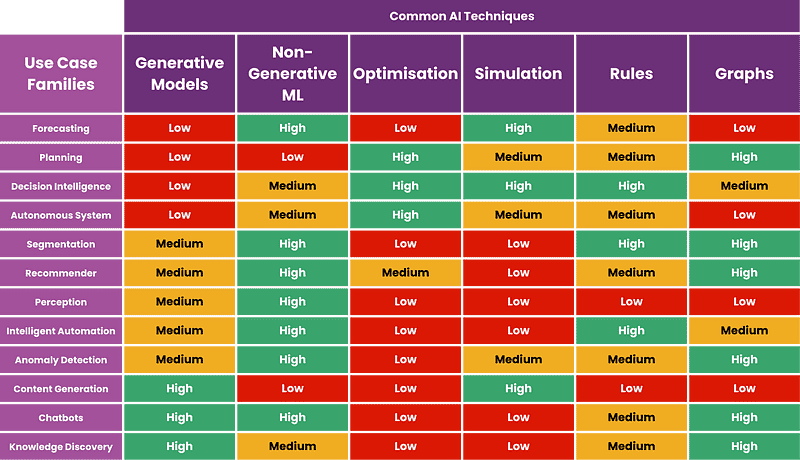 Common AI Techniques
Use Case
Families
Generative
Models
Non-
Generative
ML
Optimisation
Simulation
Rules
Graphs
Forecasting Low High Low High Medium Low
Planning Low Low High Medium Medium High
Decision Intelligence Low Medium High High High Medium
Autonomous System Low Medium High Medium Medium Low
Segmentation Medium High Low Low High High
Recommender Medium High Medium Low Medium High
Perception Medium High Low Low Low Low
Intelligent Automation Medium High Low Low High Medium
Anomaly Detection Medium High Low Medium Medium High
Content Generation High Low Low High Low Low
Chatbots High High Low Low Medium High
Knowledge Discovery High Medium Low Low Medium High